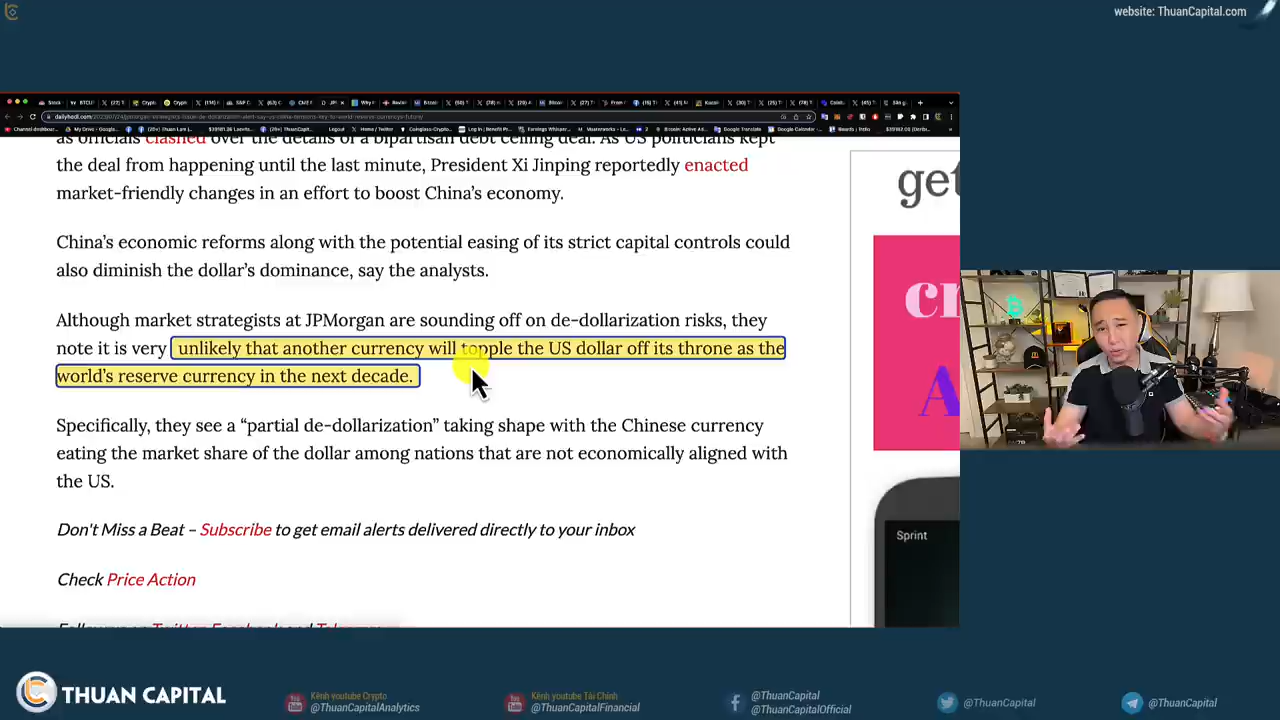 website: ThuanCapital.com
as officials clashed over the details of a bipartisan debt ceiling deal. As US politicians kept
the deal from happening until the last minute, President Xi Jinping reportedly enacted
market-friendly changes in an effort to boost China’s economy.
China’s economic reforms along with the potential easing of its strict capital controls could
also diminish the dollar’s dominance, say the analysts.
Although market strategists at JPMorgan are sounding off on de-dollarization risks, they
note it is very unlikely that another currency will topple the US dollar off its throne as the
world’s reserve currency in the next decade.
Specifically, they see a “partial de-dollarization” taking shape with the Chinese currency
eating the market share of the dollar among nations that are not economically aligned with
the US.
Don't Miss a Beat – Subscribe to get email alerts delivered directly to your inbox
Check Price Action
get
Sprint
THUAN CAPITAL
Kênh youtube Crypto
@ThuanCapitalAnalytics
Kênh youtube Tài Chính
@ThuanCapitalFinancial
@ThuanCapital
@ThuanCapitalOfficial
@ThuanCapital
@ThuanCapital